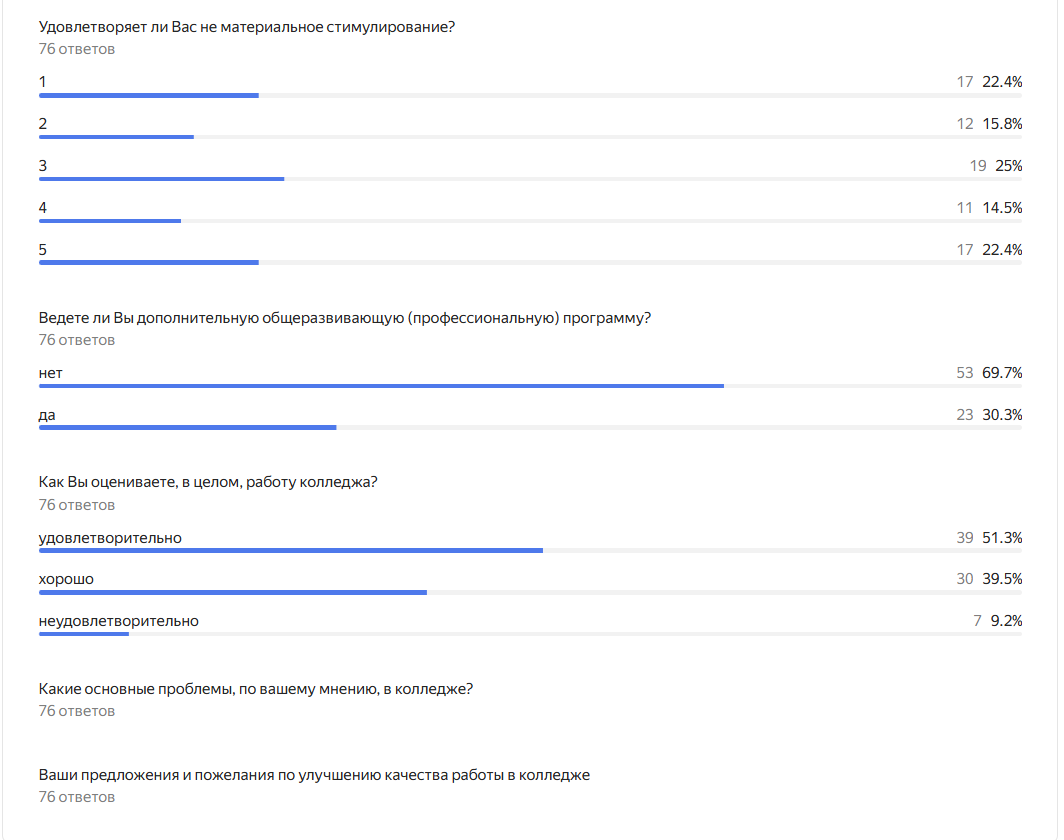 Удовлетворяет ли Вас не материальное стимулирование?
76 ответов
1 17 22.4%
2 12 15.8%
3 19 25%
4 11 14.5%
5 17 22.4%
Ведете ли Вы дополнительную общеразвивающую (профессиональную) программу?
76 ответов
нет 53 69.7%
да 23 30.3%
Как Вы оцениваете, в целом, работу колледжа?
76 ответов
удовлетворительно 39 51.3%
хорошо 30 39.5%
неудовлетворительно 7 9.2%
Какие основные проблемы, по вашему мнению, в колледже?
76 ответов
Ваши предложения и пожелания по улучшению качества работы в колледже
76 ответов